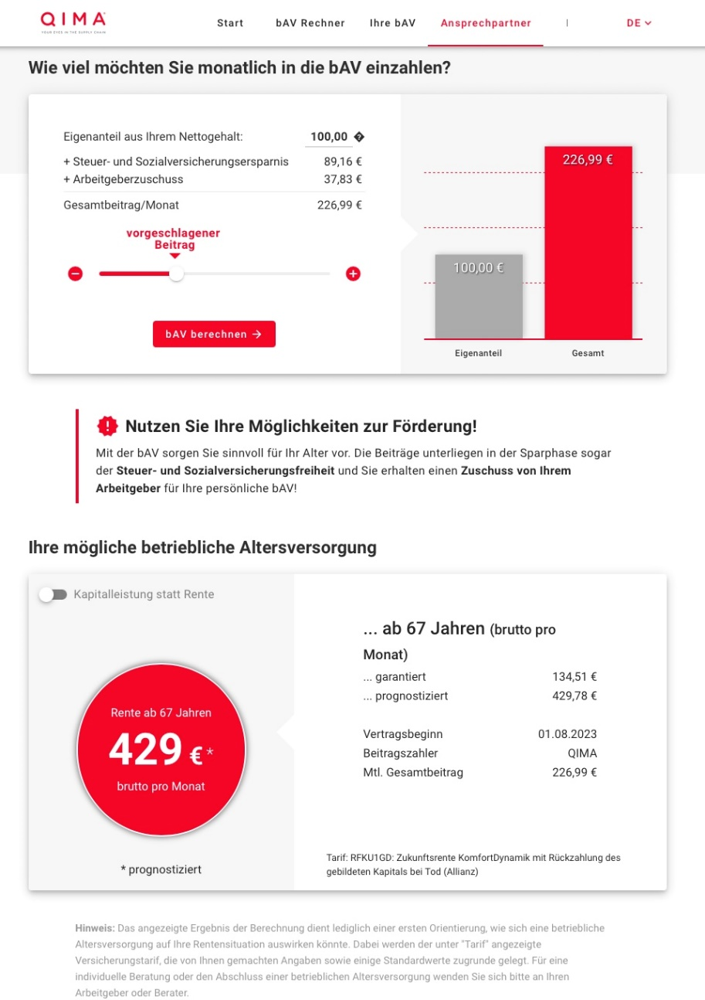 QIMA
YOUR EYES IN THE SUPPLY CHAIN
Start bAV Rechner Ihre bAV Ansprechpartner | DE
Wie viel möchten Sie monatlich in die bAV einzahlen?
Eigenanteil aus Ihrem Nettogehalt: 100,00 �
+ Steuer- und Sozialversicherungsersparnis 89,16 €
+ Arbeitgeberzuschuss 37,83 €
Gesamtbeitrag/Monat 226,99 €
vorgeschlagener
Beitrag
bAV berechnen →
226,99 €
100,00 €
Eigenanteil Gesamt
Nutzen Sie Ihre Möglichkeiten zur Förderung!
Mit der bAV sorgen Sie sinnvoll für Ihr Alter vor. Die Beiträge unterliegen in der Sparphase sogar
der Steuer- und Sozialversicherungsfreiheit und Sie erhalten einen Zuschuss von Ihrem
Arbeitgeber für Ihre persönliche bAV!
Ihre mögliche betriebliche Altersversorgung
Kapitalleistung statt Rente
Rente ab 67 Jahren
429 € *
brutto pro Monat
* prognostiziert
... ab 67 Jahren (brutto pro
Monat)
... garantiert 134,51 €
... prognostiziert 429,78 €
Vertragsbeginn 01.08.2023
Beitragszahler QIMA
Mtl. Gesamtbeitrag 226,99 €
Tarif: RFKU1GD: Zukunftsrente KomfortDynamik mit Rückzahlung des
gebildeten Kapitals bei Tod (Allianz)
Hinweis: Das angezeigte Ergebnis der Berechnung dient lediglich einer ersten Orientierung, wie sich eine betriebliche
Altersversorgung auf Ihre Rentensituation auswirken könnte. Dabei werden der unter "Tarif" angezeigte
Versicherungstarif, die von Ihnen gemachten Angaben sowie einige Standardwerte zugrunde gelegt. Für eine
individuelle Beratung oder den Abschluss einer betrieblichen Altersversorgung wenden Sie sich bitte an Ihren
Arbeitgeber oder Berater.